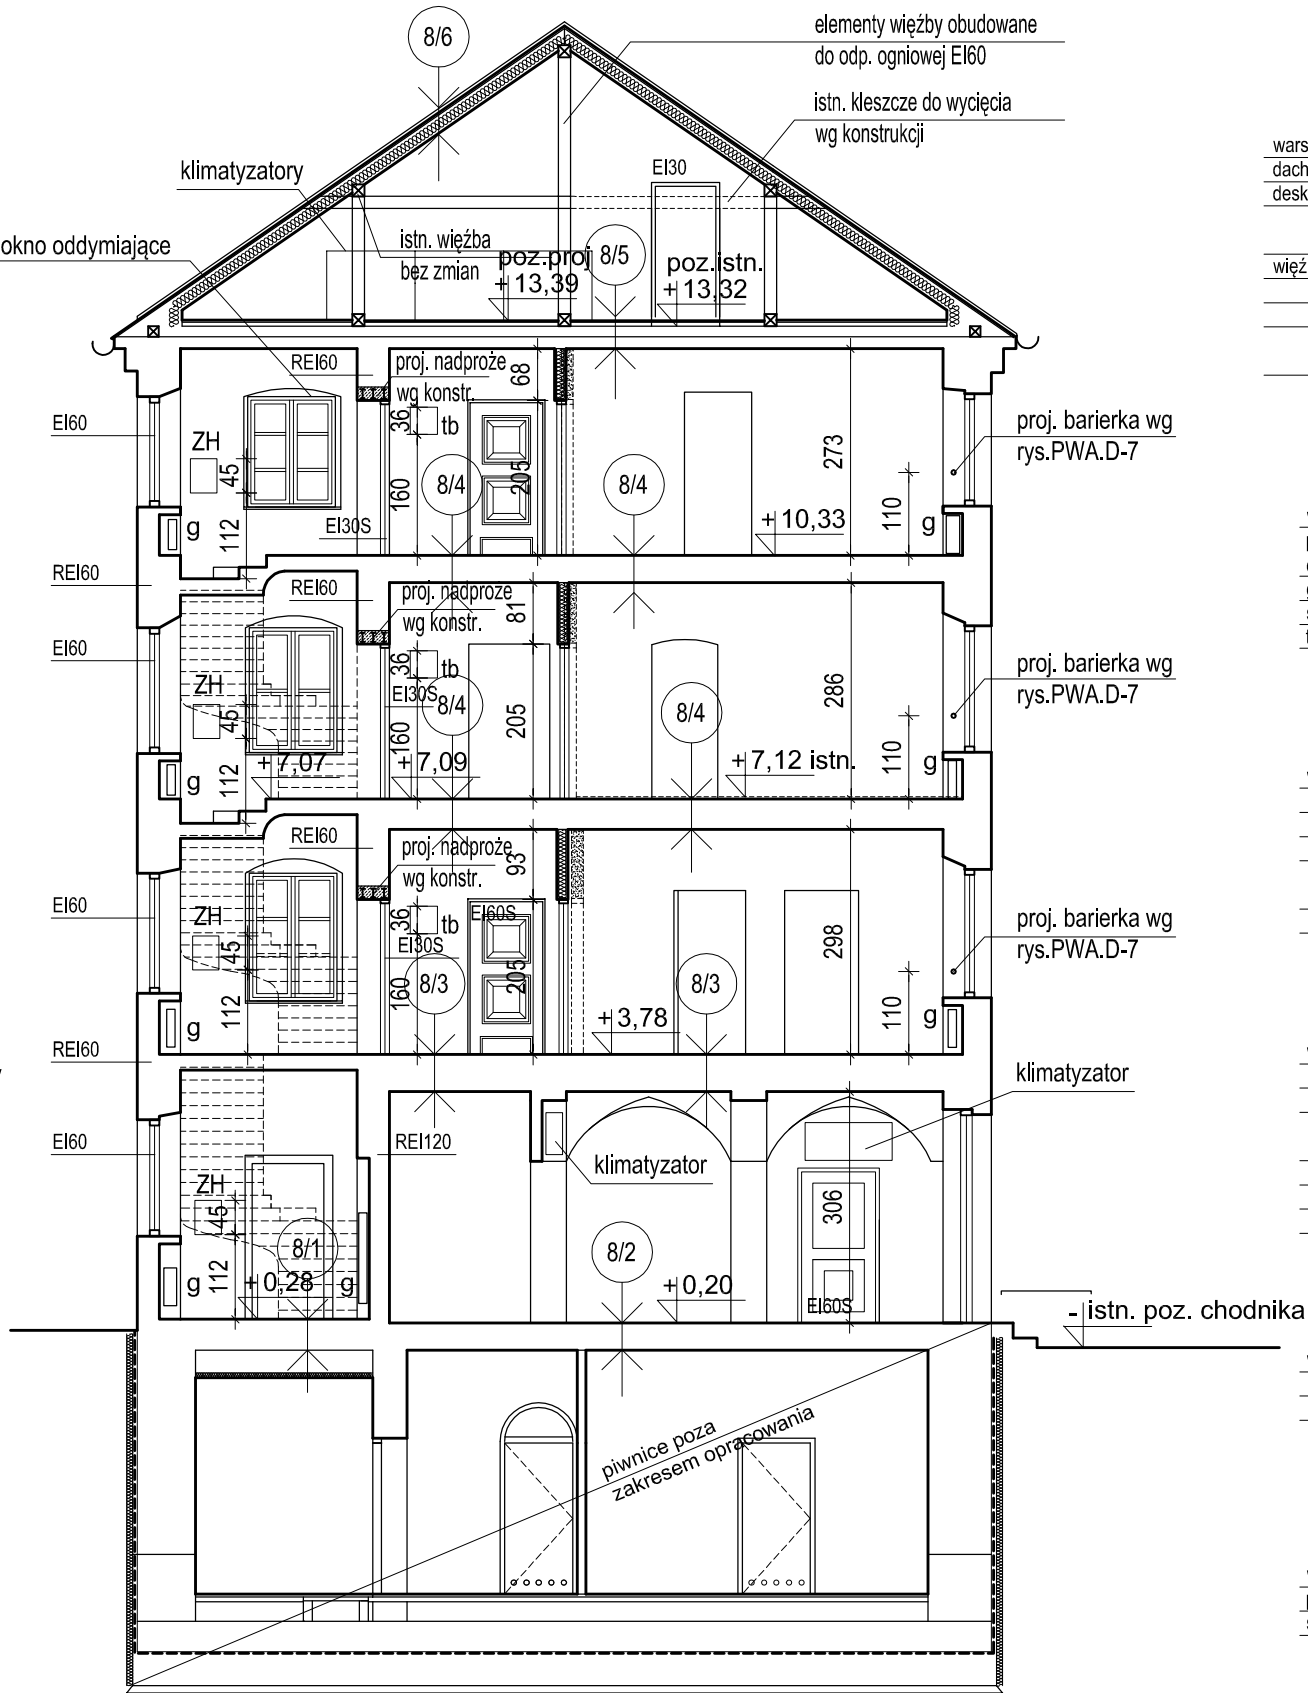 8/6
elementy więźby obudowane
do odp. ogniowej EI60
istn. kleszcze do wycięcia
wg konstrukcji
klimatyzatory
EI30
okno oddymiające
istn. więźba
bez zmian
poz.proj
+13,39
8/5
poz.istn.
+13,32
wars
dach
desk
więź
REI60
proj. nadproże
wg konstr.
68
EI60
ZH
45
36
tb
205
160
8/4
8/4
273
proj. barierka wg
rys.PWA.D-7
g
112
EI30S
+10,33
110
g
REI60
REI60
proj. nadproże
wg konstr.
81
EI60
ZH
45
36
tb
EI30S
8/4
205
160
8/4
286
proj. barierka wg
rys.PWA.D-7
g
112
+7,07
+7,09
+7,12 istn.
110
g
REI60
proj. nadproże
wg konstr.
93
EI60
ZH
45
36
tb
EI60S
EI30S
8/3
205
160
8/3
298
proj. barierka wg
rys.PWA.D-7
g
112
+3,78
110
g
REI60
klimatyzator
EI60
REI120
klimatyzator
ZH
45
306
8/1
8/2
g
112
+0,28
g
+0,20
EI60S
- istn. poz. chodnika
piwnice poza
zakresem opracowania